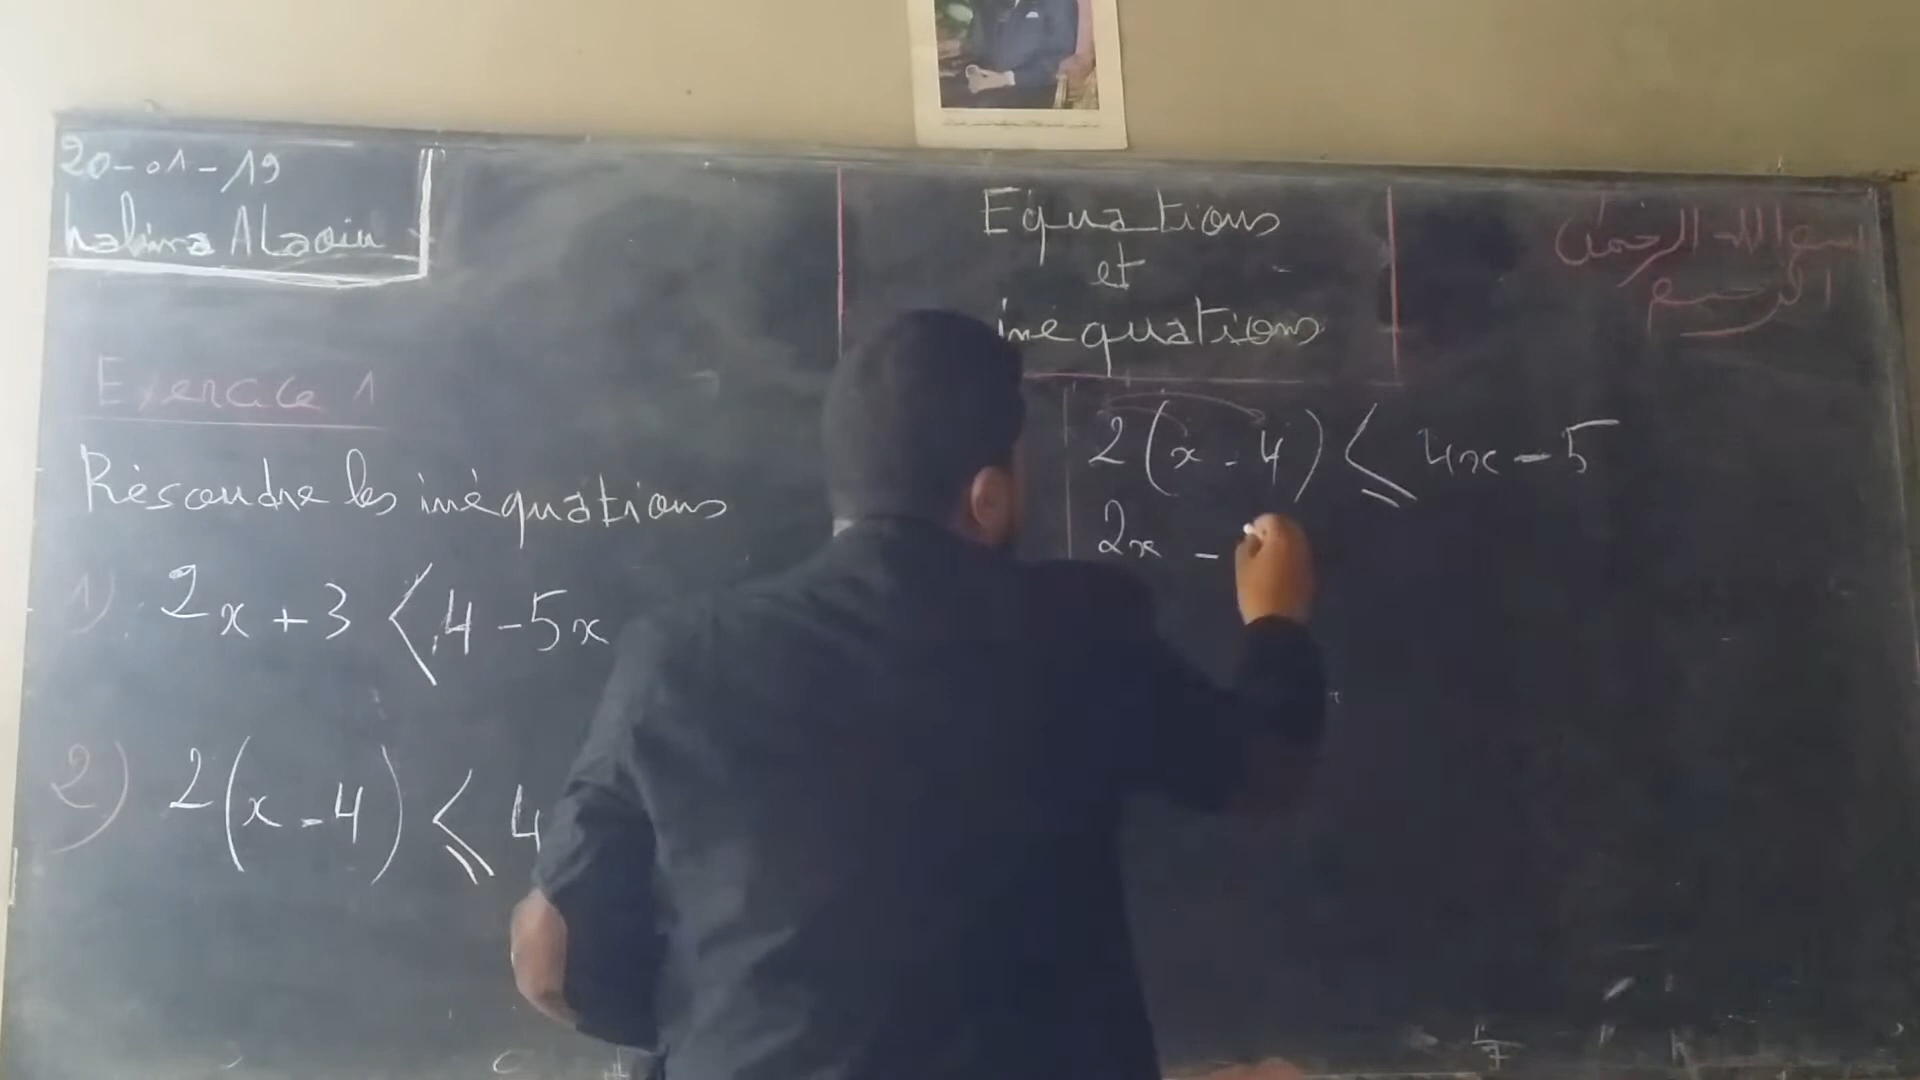 20-01-19
Equations
et
inéquations
بسم الله الرحمان
الرحيم
Exercice 1
Résoudre les inéquations
1) 2x + 3 < 4 - 5x
2) 2(x - 4) ≤ 4
2(x - 4) ≤ 4x - 5
2x -